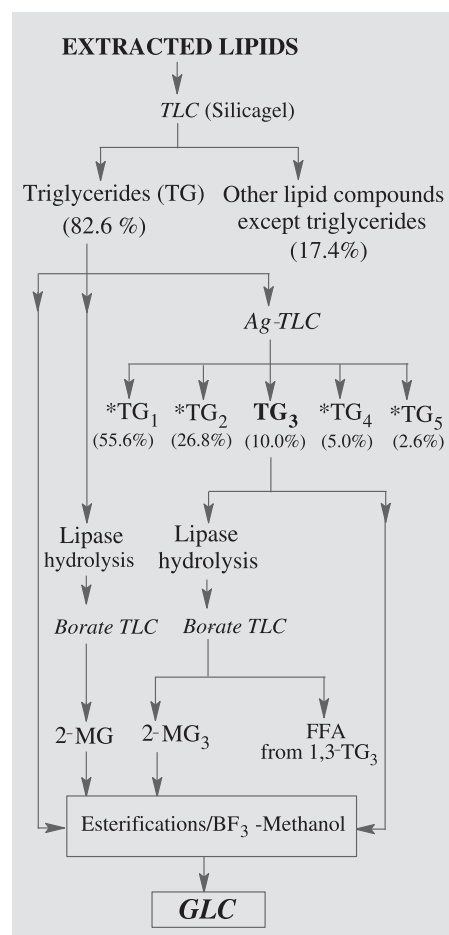 EXTRACTED LIPIDS
TLC (Silicagel)
Triglycerides (TG)
(82.6 %)
Other lipid compounds
except triglycerides
(17.4%)
Ag-TLC
*TG1
(55.6%)
*TG2
(26.8%)
TG3
(10.0%)
*TG4
(5.0%)
*TG5
(2.6%)
Lipase
hydrolysis
Lipase
hydrolysis
Borate TLC
Borate TLC
2-MG
2-MG3
FFA
from 1,3-TG3
Esterifications/BF3 -Methanol
GLC